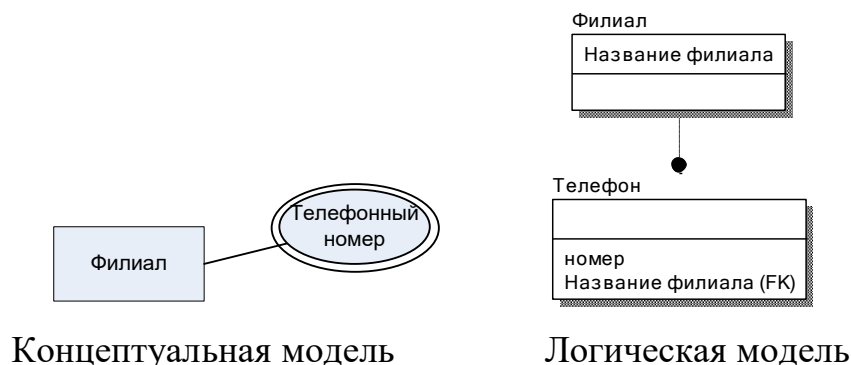 Филиал
Название филиала
Телефон
номер
Название филиала (FK)
Телефонный
номер
Филиал
Концептуальная модель
Логическая модель